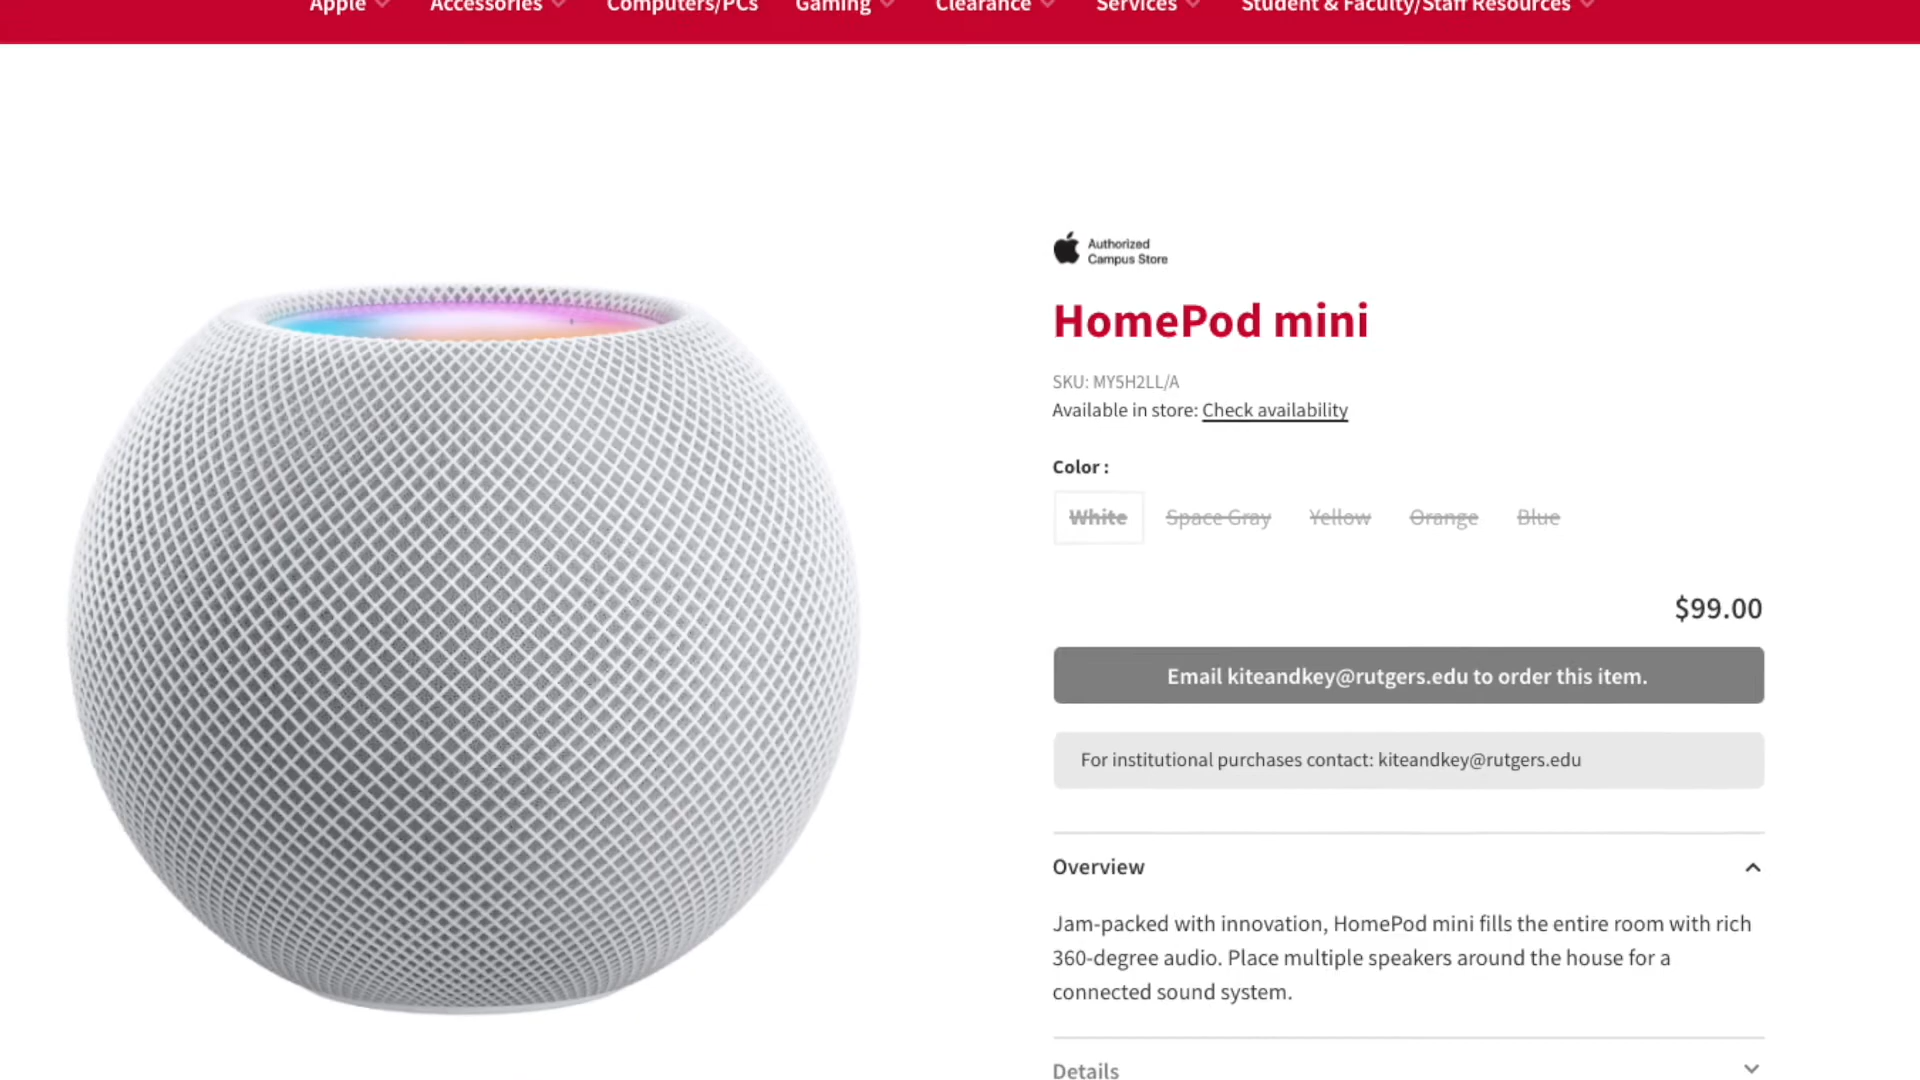 Apple Accessories Computers/PCs Gaming Clearance Services Student & Faculty/Staff Resources
Authorized
Campus Store
HomePod mini
SKU: MY5H2LL/A
Available in store: Check availability
Color :
White Space Gray Yellow Orange Blue
$99.00
Email kiteandkey@rutgers.edu to order this item.
For institutional purchases contact: kiteandkey@rutgers.edu
Overview
Jam-packed with innovation, HomePod mini fills the entire room with rich
360-degree audio. Place multiple speakers around the house for a
connected sound system.
Details